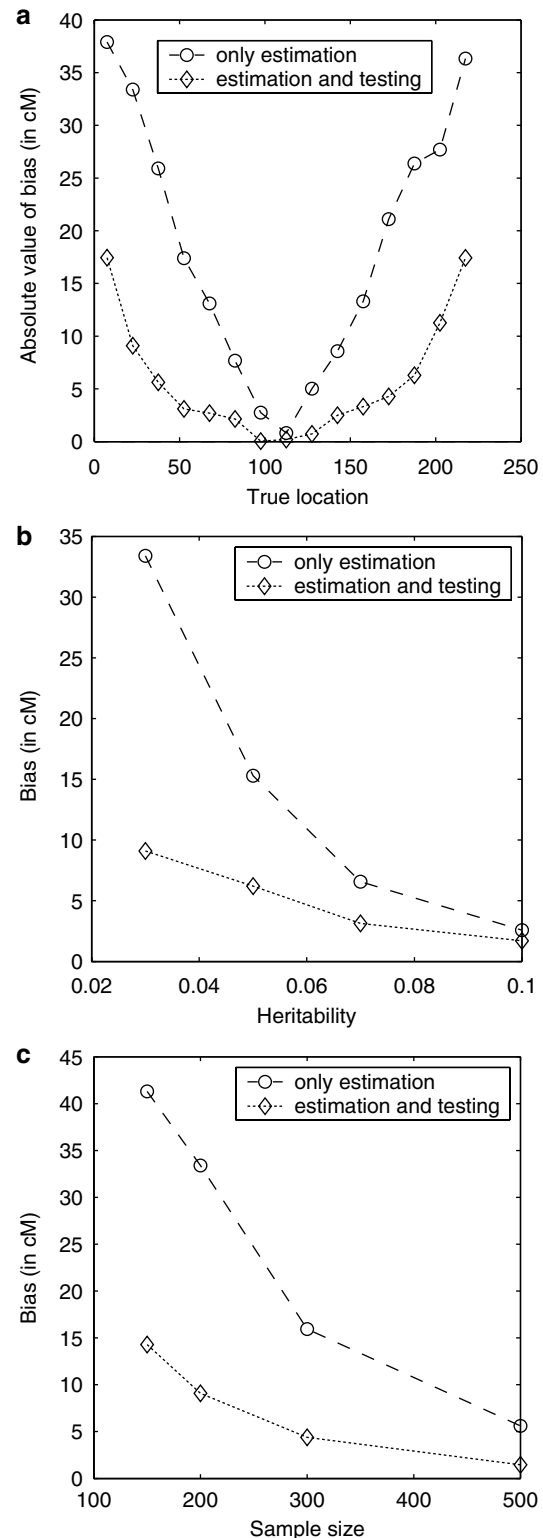 a
40
35
30
25
20
15
10
5
0
Absolute value of bias (in cM)
only estimation
estimation and testing
0 50 100 150 200 250
True location
b
35
30
25
20
15
10
5
0
Bias (in cM)
only estimation
estimation and testing
0.02 0.04 0.06 0.08 0.1
Heritability
c
45
40
35
30
25
20
15
10
5
0
Bias (in cM)
only estimation
estimation and testing
100 200 300 400 500
Sample size